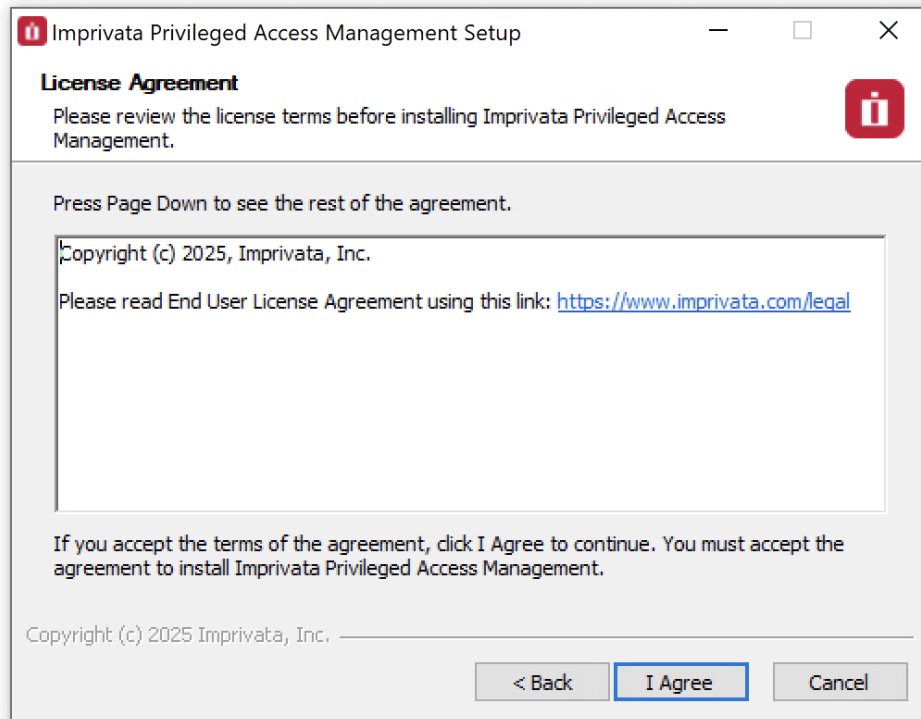 Imprivata Privileged Access Management Setup
License Agreement
Please review the license terms before installing Imprivata Privileged Access
Management.
Press Page Down to see the rest of the agreement.
Copyright (c) 2025, Imprivata, Inc.
Please read End User License Agreement using this link: https://www.imprivata.com/legal
If you accept the terms of the agreement, click I Agree to continue. You must accept the
agreement to install Imprivata Privileged Access Management.
Copyright (c) 2025 Imprivata, Inc.
< Back I Agree Cancel